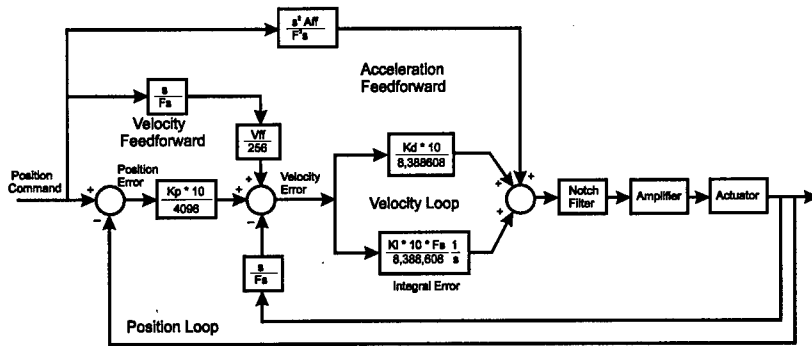 s² Aff
F²s
Acceleration
Feedforward
s
Fs
Velocity
Feedforward
Vff
256
Position
Command
+
−
Position
Error
Kp * 10
4096
+
+
−
Velocity
Error
Kd * 10
8,388608
Velocity Loop
KI * 10 * Fs 1
8,388,608 s
Integral Error
+
+
+
Notch
Filter
Amplifier
Actuator
s
Fs
Position Loop